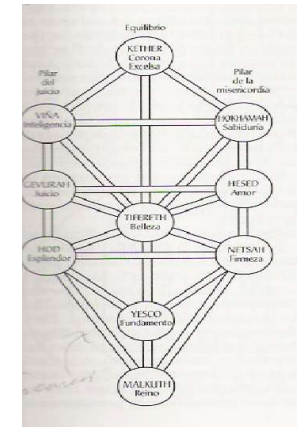 Equilibrio
KETHER
Corona
Excelsa
Pilar
del
juicio
Pilar
de la
misericordia
VIÑA
Inteligencia
HOKHAMAH
Sabiduría
GEVURAH
Juicio
HESED
Amor
TIFERETH
Belleza
HOD
Esplendor
NETSAH
Firmeza
YESCO
Fundamento
MALKUTH
Reino